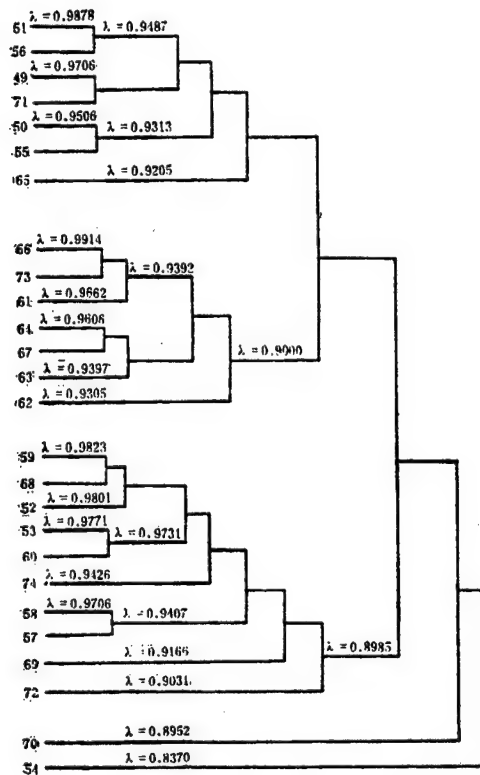 λ = 0.9878
51
λ = 0.9487
56
λ = 0.9706
49
71
λ = 0.9506
50
λ = 0.9313
55
λ = 0.9205
65
λ = 0.9914
66
λ = 0.9392
73
λ = 0.9662
61
λ = 0.9606
64
67
λ = 0.9397
63
λ = 0.9000
λ = 0.9305
62
λ = 0.9823
59
68
λ = 0.9801
52
λ = 0.9771
53
λ = 0.9731
60
λ = 0.9426
74
λ = 0.9706
58
λ = 0.9407
57
λ = 0.8985
λ = 0.9166
69
λ = 0.9031
72
λ = 0.8952
70
λ = 0.8370
54